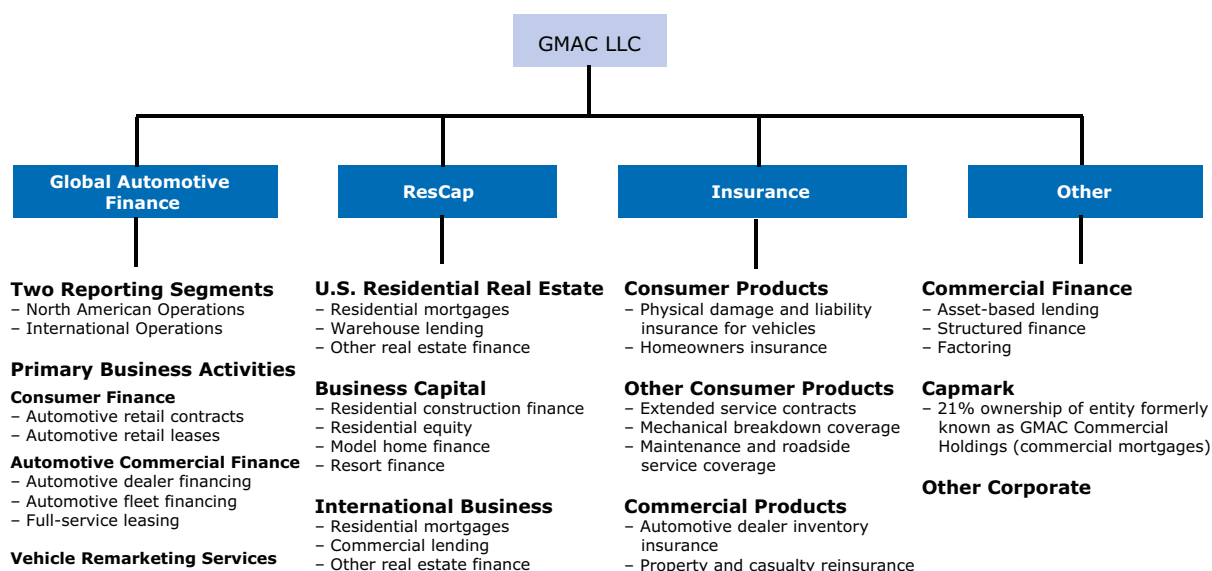 GMAC LLC
Global Automotive
Finance
Two Reporting Segments
– North American Operations
– International Operations
Primary Business Activities
Consumer Finance
– Automotive retail contracts
– Automotive retail leases
Automotive Commercial Finance
– Automotive dealer financing
– Automotive fleet financing
– Full-service leasing
Vehicle Remarketing Services
ResCap
U.S. Residential Real Estate
– Residential mortgages
– Warehouse lending
– Other real estate finance
Business Capital
– Residential construction finance
– Residential equity
– Model home finance
– Resort finance
International Business
– Residential mortgages
– Commercial lending
– Other real estate finance
Insurance
Consumer Products
– Physical damage and liability
insurance for vehicles
– Homeowners insurance
Other Consumer Products
– Extended service contracts
– Mechanical breakdown coverage
– Maintenance and roadside
service coverage
Commercial Products
– Automotive dealer inventory
insurance
– Property and casualty reinsurance
Other
Commercial Finance
– Asset-based lending
– Structured finance
– Factoring
Capmark
– 21% ownership of entity formerly
known as GMAC Commercial
Holdings (commercial mortgages)
Other Corporate